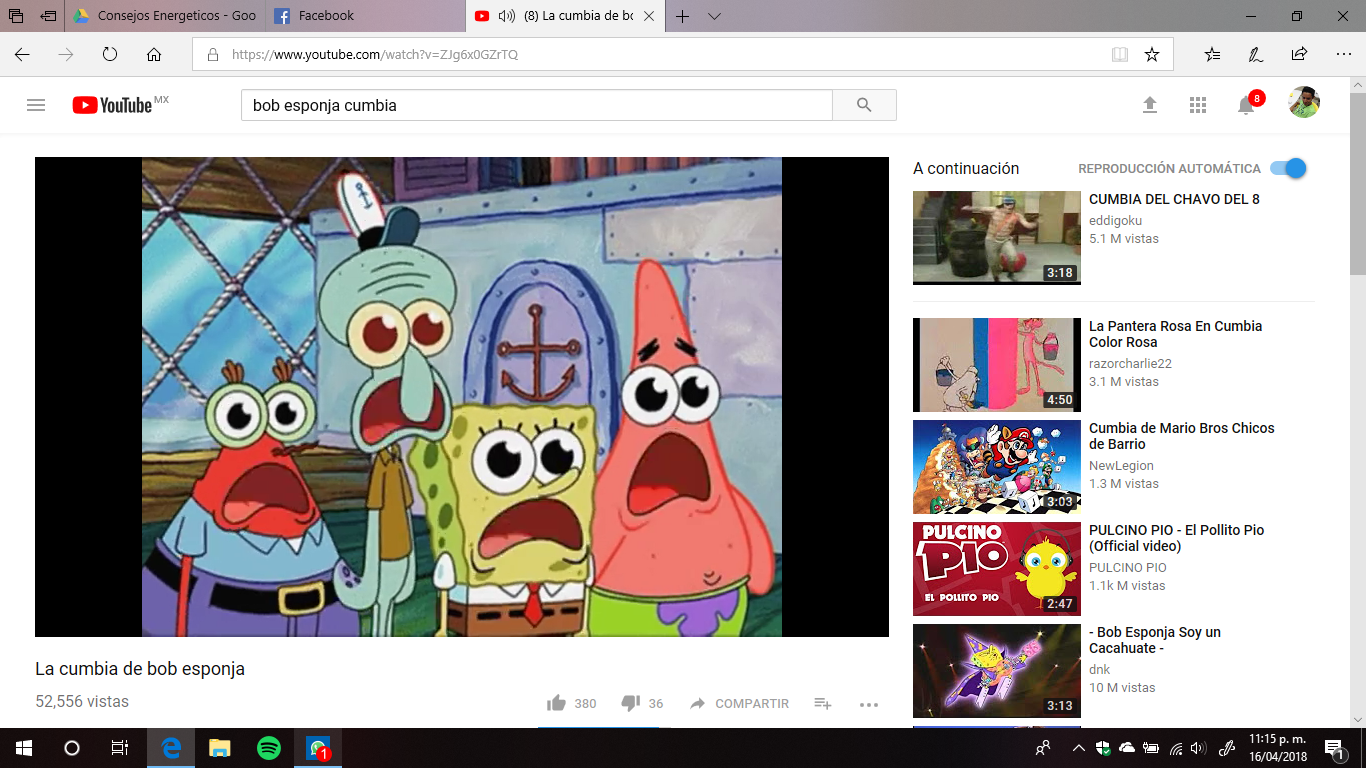 Consejos Energeticos - Goo
Facebook
(8) La cumbia de bo
https://www.youtube.com/watch?v=ZJg6x0GZrTQ
YouTube MX
bob esponja cumbia
8
A continuación
REPRODUCCIÓN AUTOMÁTICA
CUMBIA DEL CHAVO DEL 8
eddigoku
5.1 M vistas
3:18
La Pantera Rosa En Cumbia
Color Rosa
razorcharlie22
3.1 M vistas
4:50
Cumbia de Mario Bros Chicos
de Barrio
NewLegion
1.3 M vistas
3:03
PULCINO
PIO
EL POLLITO PIO
2:47
PULCINO PIO - El Pollito Pio
(Official video)
PULCINO PIO
1.1k M vistas
- Bob Esponja Soy un
Cacahuate -
dnk
10 M vistas
3:13
La cumbia de bob esponja
52,556 vistas
380
36
COMPARTIR
1
11:15 p. m.
16/04/2018
1